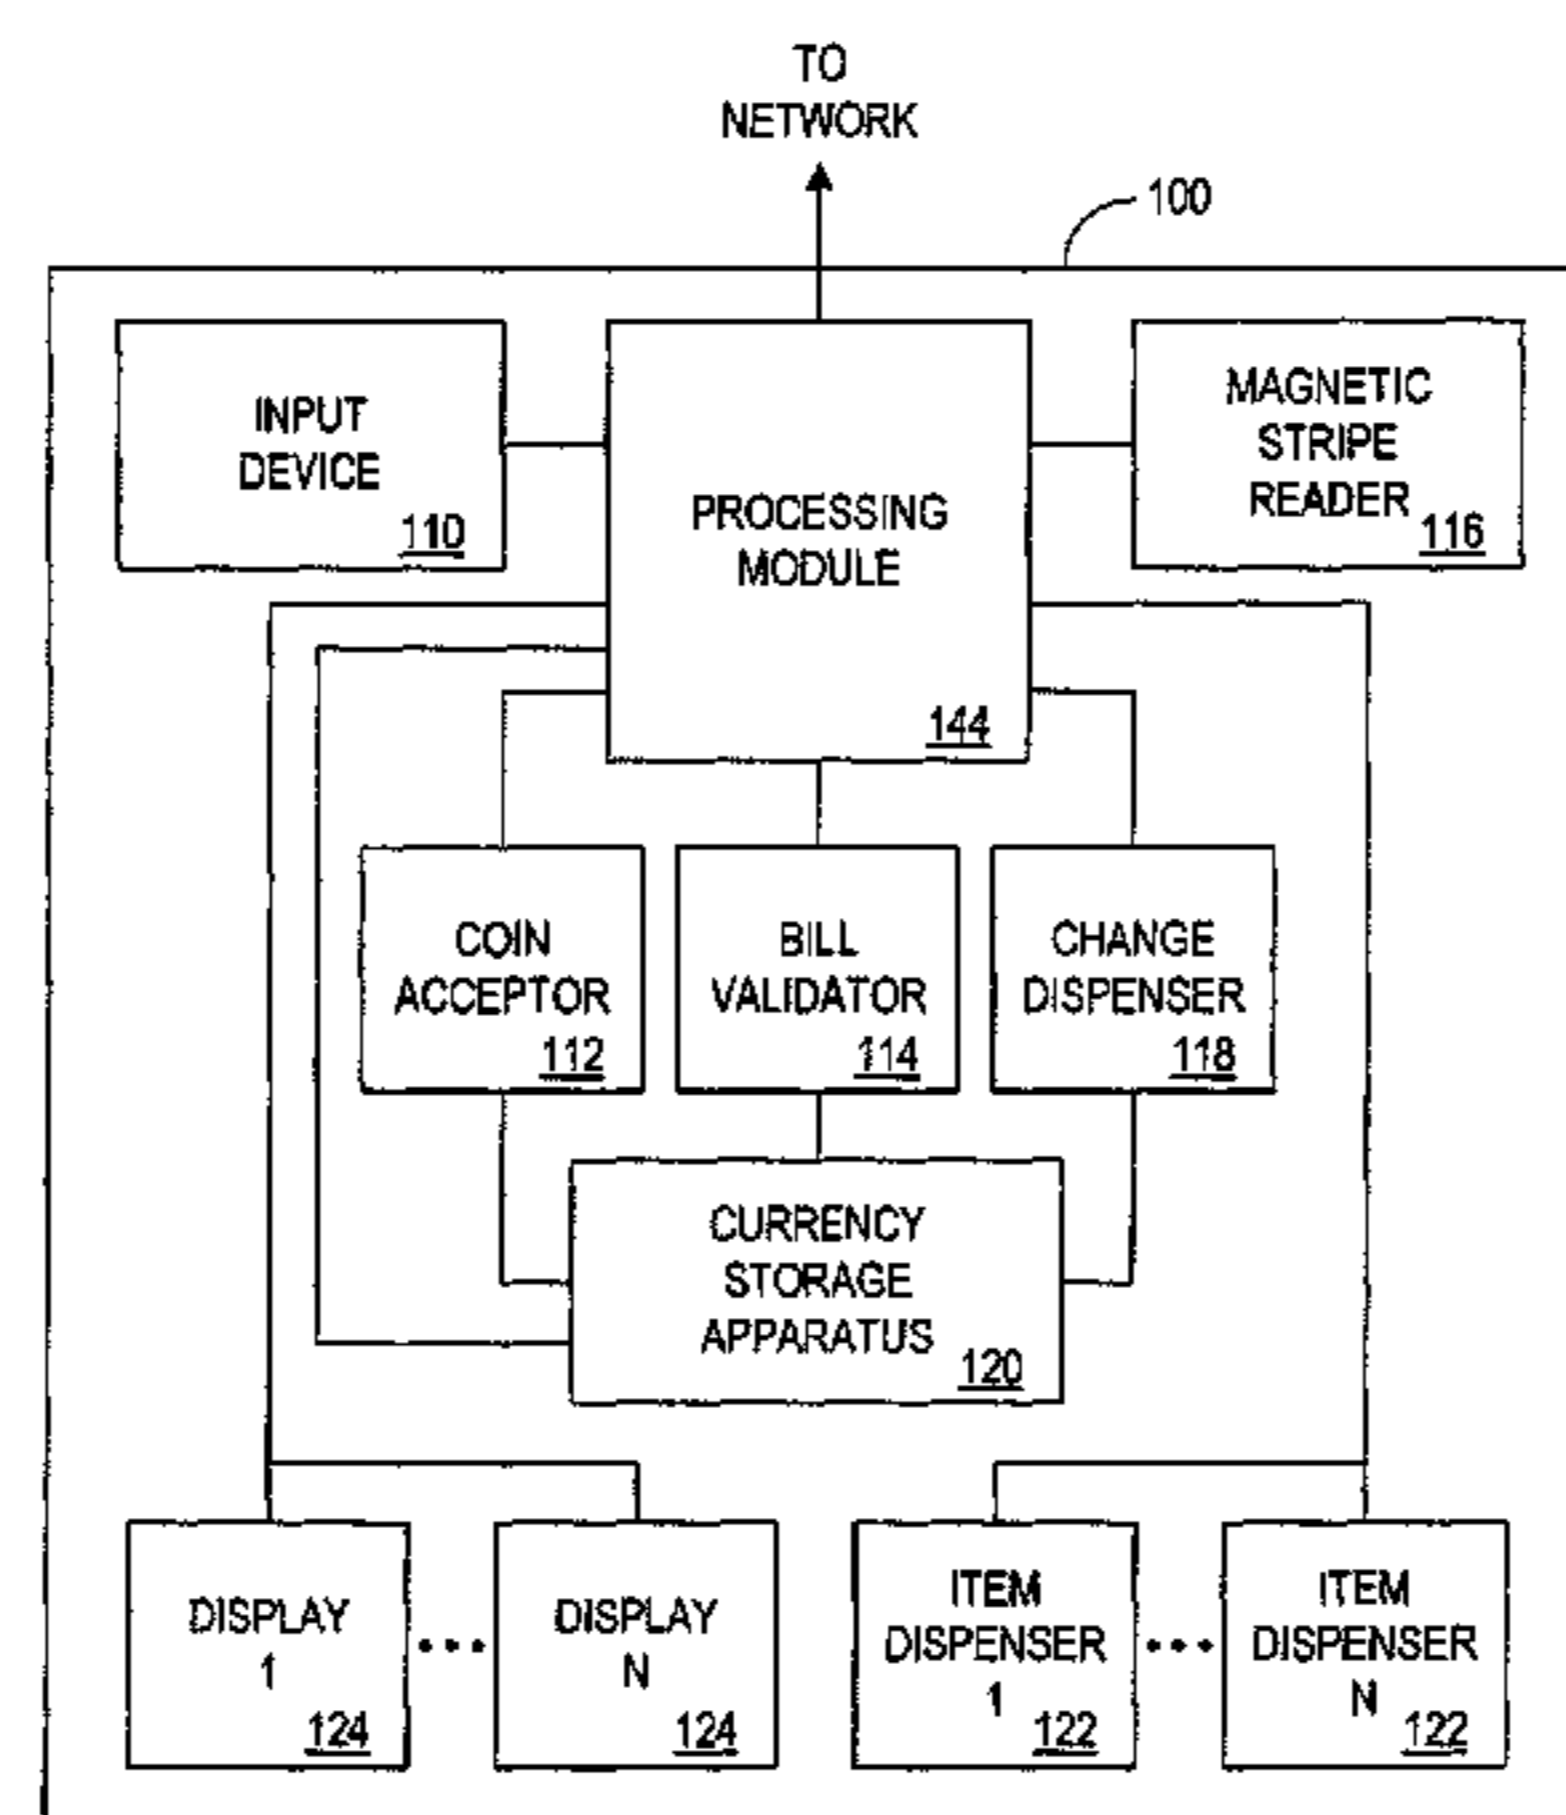 TO
NETWORK
100
INPUT
DEVICE
110
PROCESSING
MODULE
144
MAGNETIC
STRIPE
READER
116
COIN
ACCEPTOR
112
BILL
VALIDATOR
114
CHANGE
DISPENSER
118
CURRENCY
STORAGE
APPARATUS
120
DISPLAY
1
124
DISPLAY
N
124
ITEM
DISPENSER
1
122
ITEM
DISPENSER
N
122